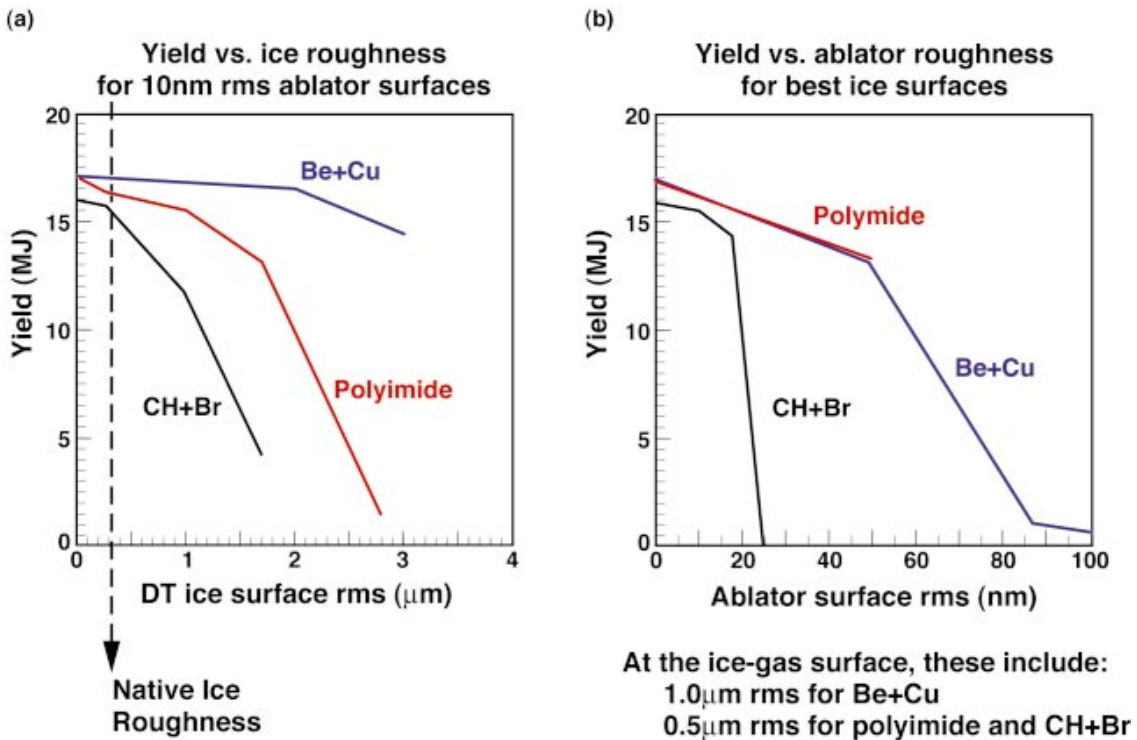 (a)
Yield vs. ice roughness
for 10nm rms ablator surfaces
20
15
10
5
0
Yield (MJ)
Be+Cu
Polyimide
CH+Br
0 1 2 3 4
DT ice surface rms (μm)
Native Ice
Roughness
(b)
Yield vs. ablator roughness
for best ice surfaces
20
15
10
5
0
Yield (MJ)
Polymide
Be+Cu
CH+Br
0 20 40 60 80 100
Ablator surface rms (nm)
At the ice-gas surface, these include:
1.0μm rms for Be+Cu
0.5μm rms for polyimide and CH+Br